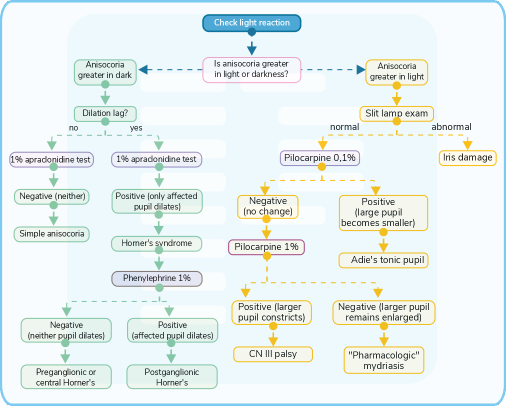 Check light reaction
Is anisocoria greater
in light or darkness?
Anisocoria
greater in dark
Anisocoria
greater in light
Dilation lag?
Slit lamp exam
no
yes
normal
abnormal
1% apradonidine test
1% apradonidine test
Pilocarpine 0,1%
Iris damage
Negative (neither)
Positive (only affected
pupil dilates)
Negative
(no change)
Positive
(large pupil
becomes smaller)
Simple anisocoria
Horner's syndrome
Pilocarpine 1%
Adie's tonic pupil
Phenylephrine 1%
Positive (larger
pupil constricts)
Negative (larger pupil
remains enlarged)
Negative
(neither pupil dilates)
Positive
(affected pupil dilates)
CN III palsy
"Pharmacologic"
mydriasis
Preganglionic or
central Horner's
Postganglionic
Horner's